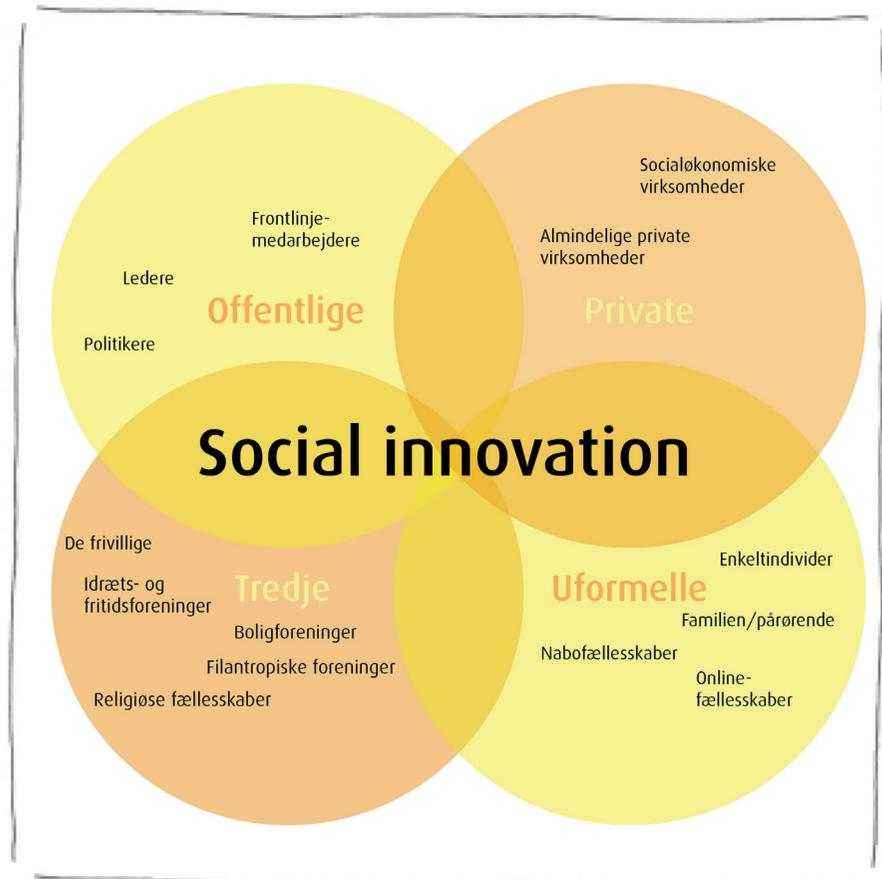 Frontlinje-
medarbejdere
Ledere
Offentlige
Politikere
Socialøkonomiske
virksomheder
Almindelige private
virksomheder
Private
Social innovation
De frivillige
Idræts- og
fritidsforeninger
Tredje
Boligforeninger
Filantropiske foreninger
Religiøse fællesskaber
Enkeltindivider
Uformelle
Familien/pårørende
Nabofællesskaber
Online-
fællesskaber